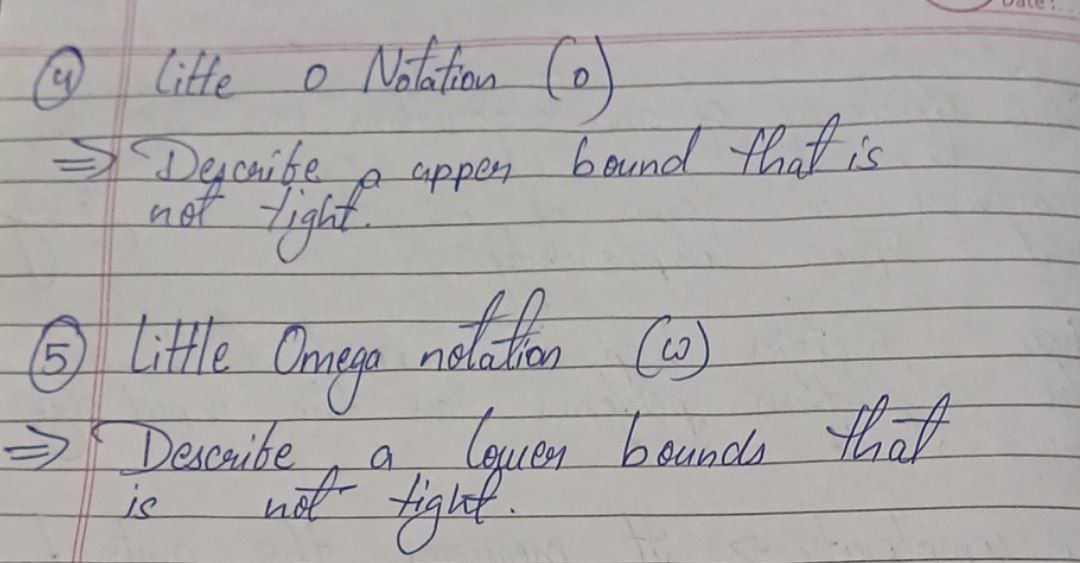 ④ litte o Notation (o)
⇒ Describe a upper bound that is
not tight.
⑤ little Omega notation (ω)
⇒ Describe a lower bounds that
is not tight.